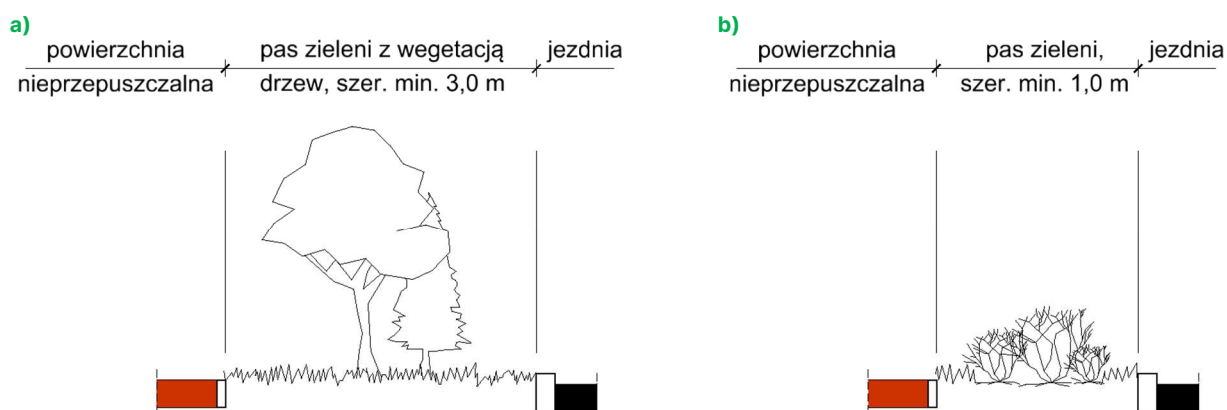 a)
powierzchnia pas zieleni z wegetacją jezdnia
nieprzepuszczalna drzew, szer. min. 3,0 m
b)
powierzchnia pas zieleni, jezdnia
nieprzepuszczalna szer. min. 1,0 m